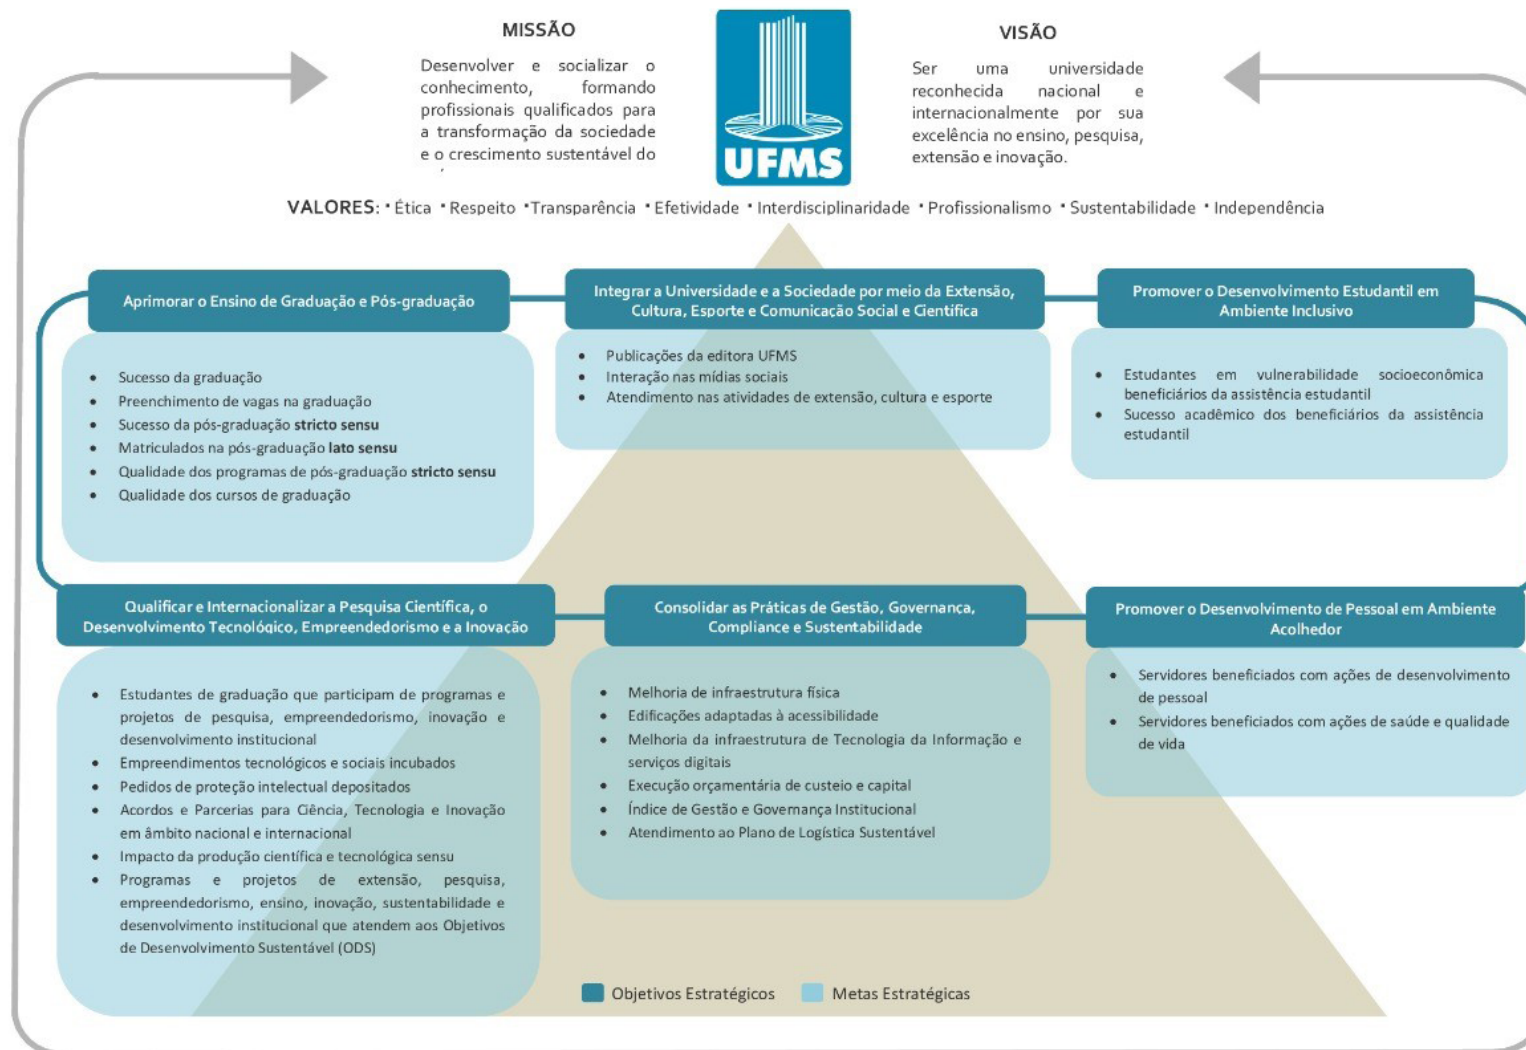 MISSÃO
Desenvolver e socializar o
conhecimento, formando
profissionais qualificados para
a transformação da sociedade
e o crescimento sustentável do
UFMS
VISÃO
Ser uma universidade
reconhecida nacional e
internacionalmente por sua
excelência no ensino, pesquisa,
extensão e inovação.
VALORES: · Ética · Respeito · Transparência · Efetividade · Interdisciplinaridade · Profissionalismo · Sustentabilidade · Independência
Aprimorar o Ensino de Graduação e Pós-graduação
• Sucesso da graduação
• Preenchimento de vagas na graduação
• Sucesso da pós-graduação stricto sensu
• Matriculados na pós-graduação lato sensu
• Qualidade dos programas de pós-graduação stricto sensu
• Qualidade dos cursos de graduação
Integrar a Universidade e a Sociedade por meio da Extensão,
Cultura, Esporte e Comunicação Social e Científica
• Publicações da editora UFMS
• Interação nas mídias sociais
• Atendimento nas atividades de extensão, cultura e esporte
Promover o Desenvolvimento Estudantil em
Ambiente Inclusivo
• Estudantes em vulnerabilidade socioeconômica
beneficiários da assistência estudantil
• Sucesso acadêmico dos beneficiários da assistência
estudantil
Qualificar e Internacionalizar a Pesquisa Científica, o
Desenvolvimento Tecnológico, Empreendedorismo e a Inovação
• Estudantes de graduação que participam de programas e
projetos de pesquisa, empreendedorismo, inovação e
desenvolvimento institucional
• Empreendimentos tecnológicos e sociais incubados
• Pedidos de proteção intelectual depositados
• Acordos e Parcerias para Ciência, Tecnologia e Inovação
em âmbito nacional e internacional
• Impacto da produção científica e tecnológica sensu
• Programas e projetos de extensão, pesquisa,
empreendedorismo, ensino, inovação, sustentabilidade e
desenvolvimento institucional que atendem aos Objetivos
de Desenvolvimento Sustentável (ODS)
Consolidar as Práticas de Gestão, Governança,
Compliance e Sustentabilidade
• Melhoria de infraestrutura física
• Edificações adaptadas à acessibilidade
• Melhoria da infraestrutura de Tecnologia da Informação e
serviços digitais
• Execução orçamentária de custeio e capital
• Índice de Gestão e Governança Institucional
• Atendimento ao Plano de Logística Sustentável
Promover o Desenvolvimento de Pessoal em Ambiente
Acolhedor
• Servidores beneficiados com ações de desenvolvimento
de pessoal
• Servidores beneficiados com ações de saúde e qualidade
de vida
Objetivos Estratégicos
Metas Estratégicas